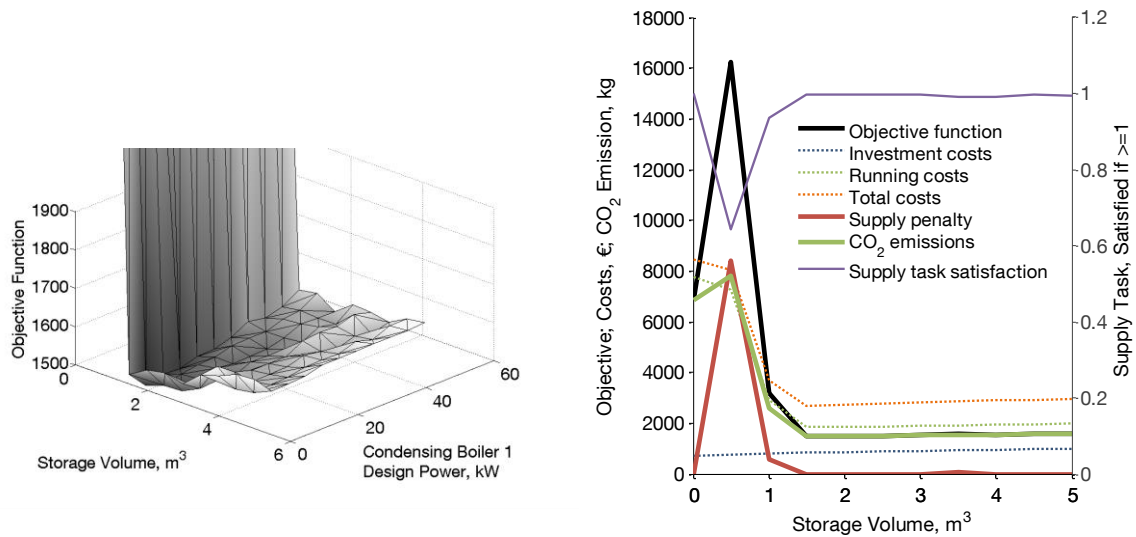 1900
1800
1700
1600
1500
Objective Function
0
2
4
6
Storage Volume, m³
0
20
40
60
Condensing Boiler 1
Design Power, kW
18000
16000
14000
12000
10000
8000
6000
4000
2000
0
Objective; Costs, €; CO₂ Emission, kg
1.2
1
0.8
0.6
0.4
0.2
0
Supply Task, Satisfied if >=1
Objective function
Investment costs
Running costs
Total costs
Supply penalty
CO₂ emissions
Supply task satisfaction
0 1 2 3 4 5
Storage Volume, m³